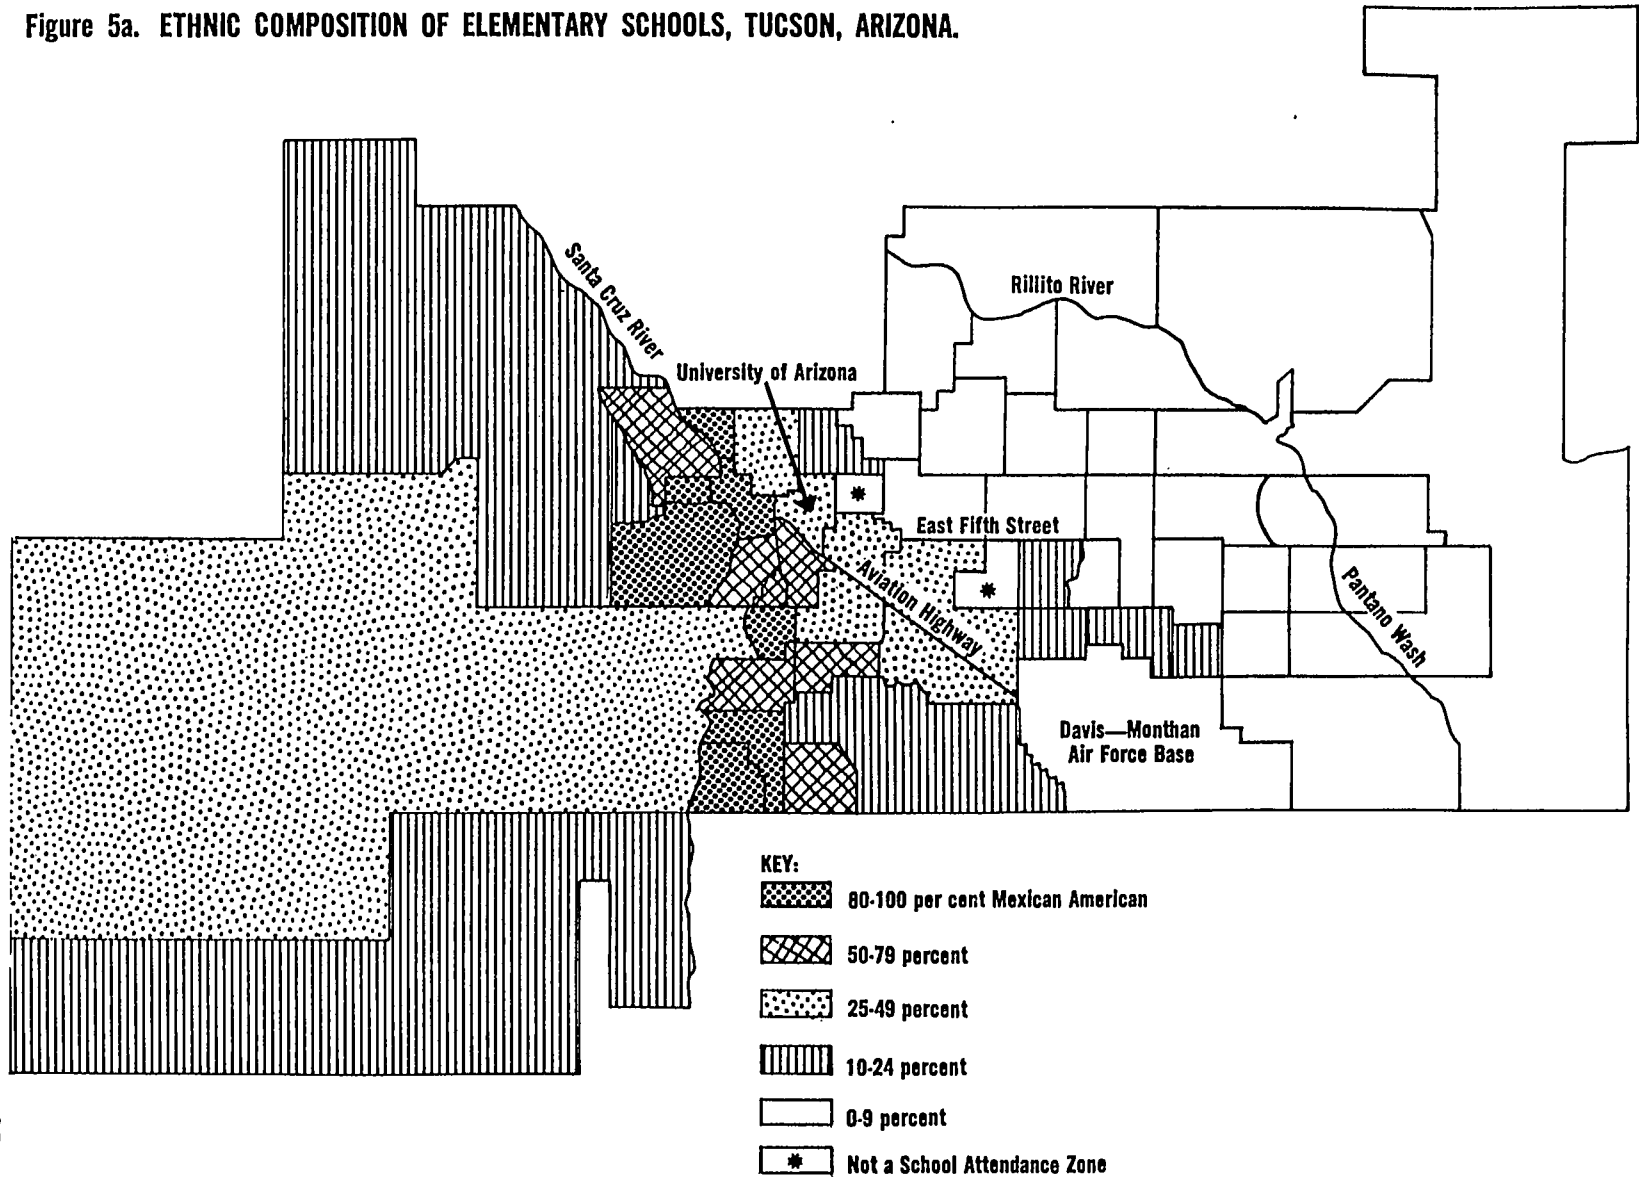 Figure 5a. ETHNIC COMPOSITION OF ELEMENTARY SCHOOLS, TUCSON, ARIZONA.
Santa Cruz River
Rillito River
University of Arizona
East Fifth Street
Aviation Highway
Pantano Wash
Davis—Monthan
Air Force Base
KEY:
80-100 per cent Mexican American
50-79 percent
25-49 percent
10-24 percent
0-9 percent
Not a School Attendance Zone